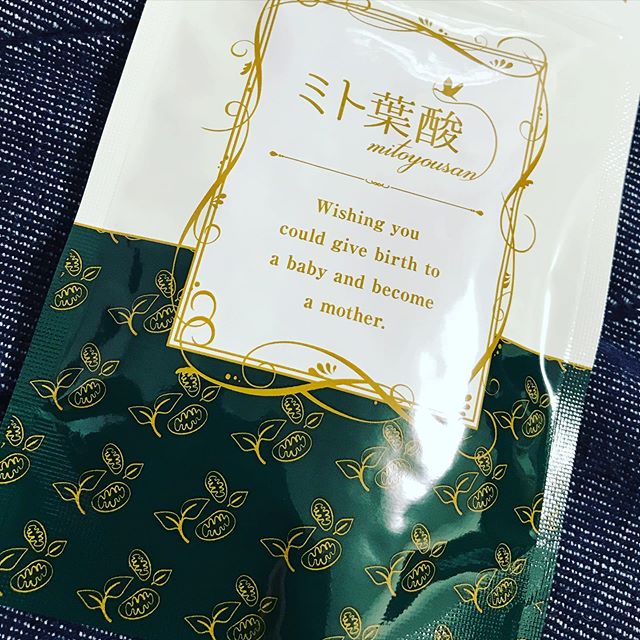 ミト葉酸
mitoyousan
Wishing you
could give birth to
a baby and become
a mother.